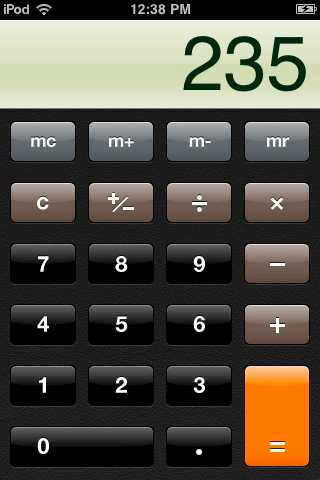 iPod 12:38 PM
235
mc m+ m- mr
c +/− ÷ ×
7 8 9 −
4 5 6 +
1 2 3
0 . =